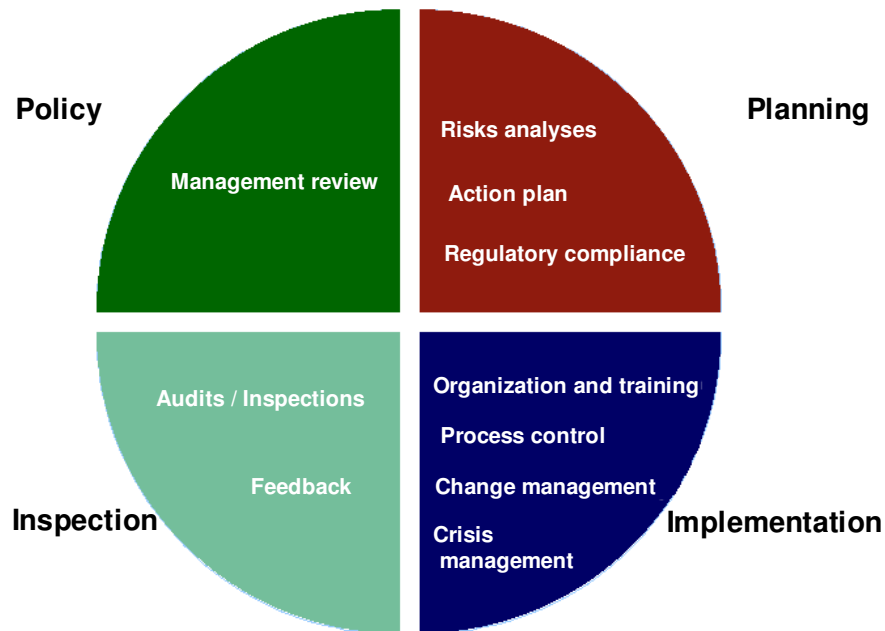 Policy
Management review
Planning
Risks analyses
Action plan
Regulatory compliance
Inspection
Audits / Inspections
Feedback
Implementation
Organization and training
Process control
Change management
Crisis
management